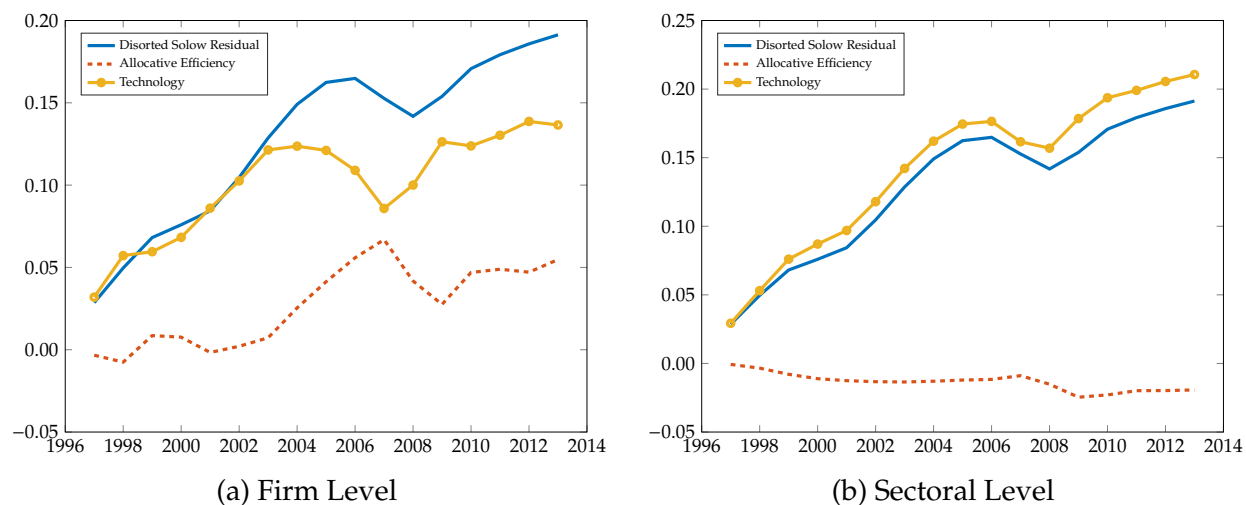 0.20
0.15
0.10
0.05
0.00
−0.05
1996 1998 2000 2002 2004 2006 2008 2010 2012 2014
Disorted Solow Residual
Allocative Efficiency
Technology
(a) Firm Level
0.25
0.20
0.15
0.10
0.05
0.00
−0.05
1996 1998 2000 2002 2004 2006 2008 2010 2012 2014
Disorted Solow Residual
Allocative Efficiency
Technology
(b) Sectoral Level